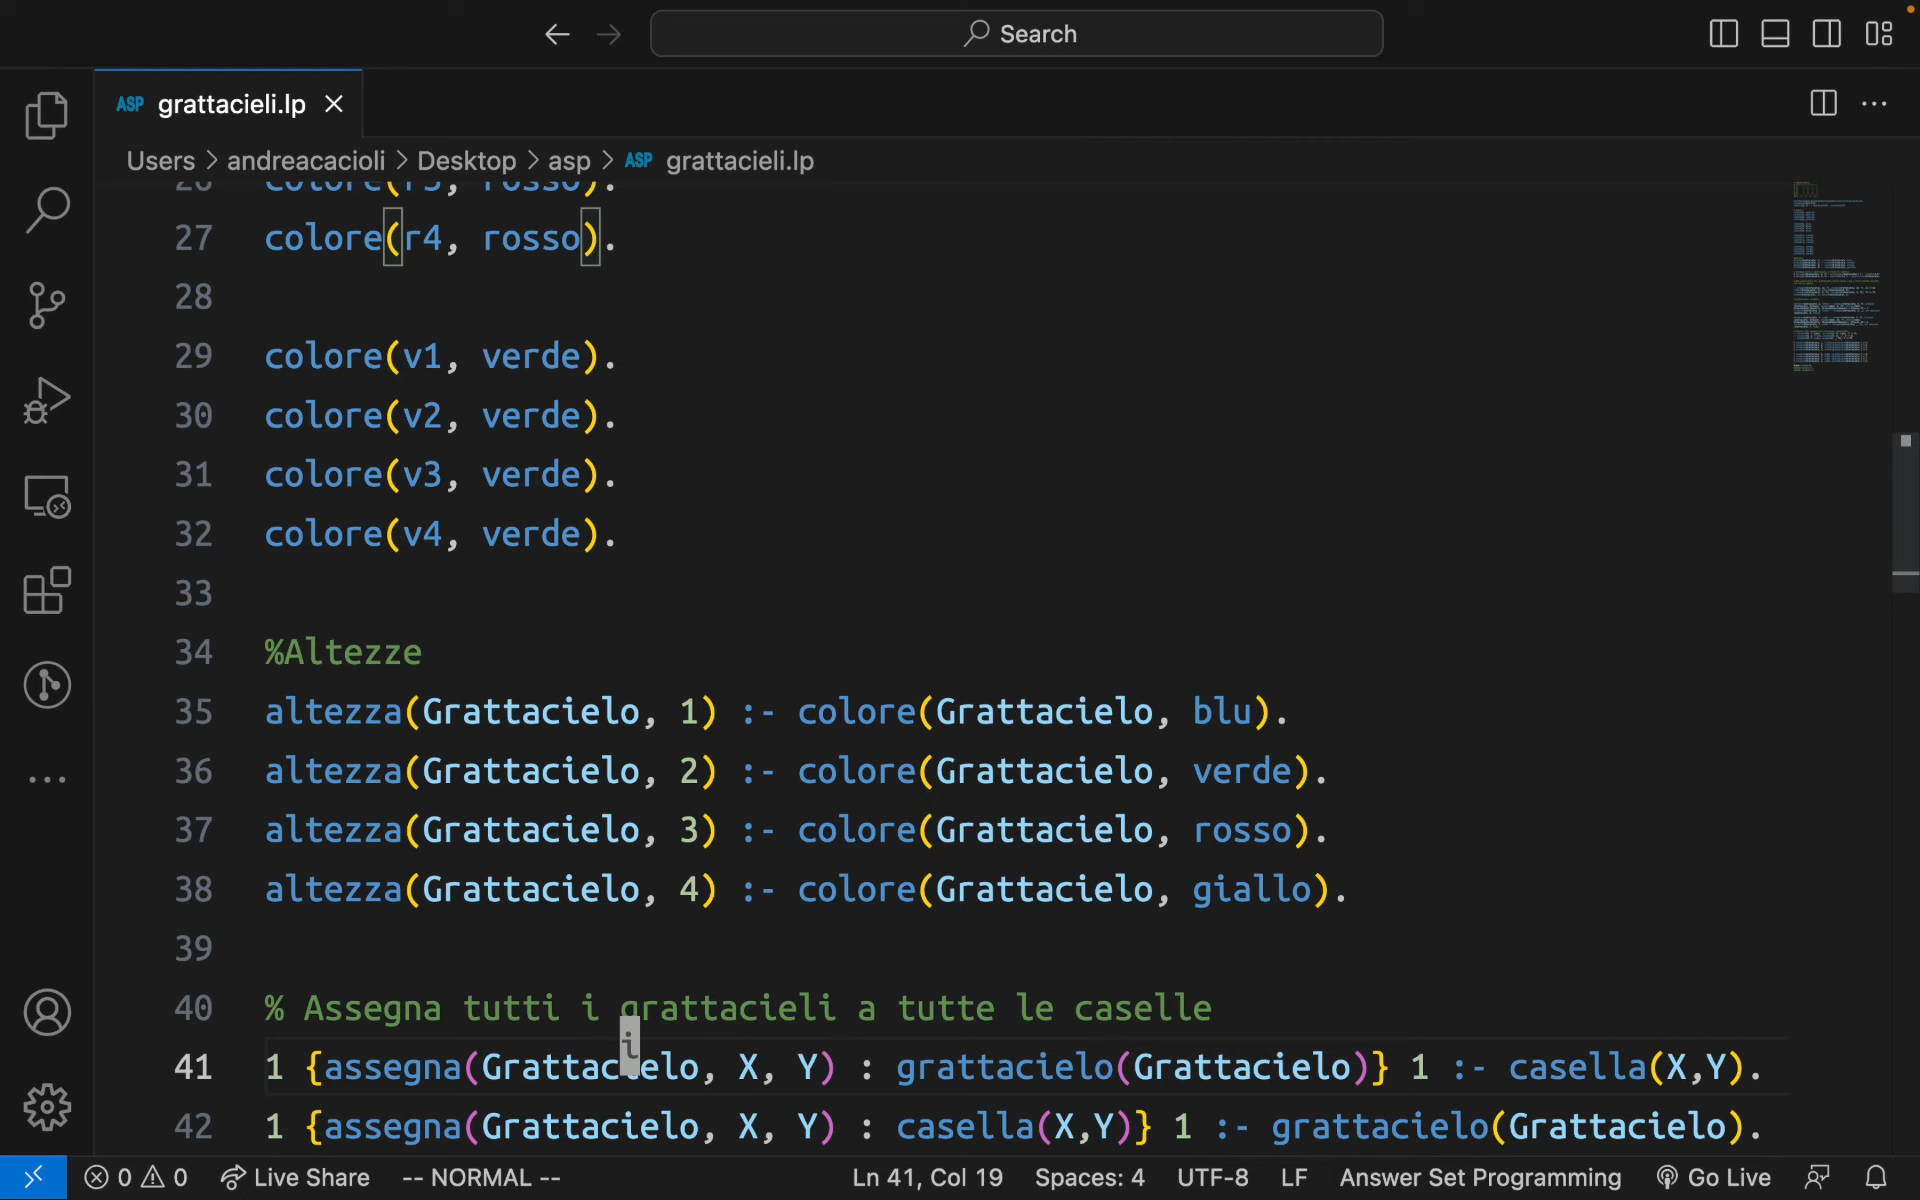 Search
ASP grattacieli.lp
Users > andreacacioli > Desktop > asp > ASP grattacieli.lp
26 colore(r3, rosso).
27 colore(r4, rosso).
28
29 colore(v1, verde).
30 colore(v2, verde).
31 colore(v3, verde).
32 colore(v4, verde).
33
34 %Altezze
35 altezza(Grattacielo, 1) :- colore(Grattacielo, blu).
36 altezza(Grattacielo, 2) :- colore(Grattacielo, verde).
37 altezza(Grattacielo, 3) :- colore(Grattacielo, rosso).
38 altezza(Grattacielo, 4) :- colore(Grattacielo, giallo).
39
40 % Assegna tutti i grattacieli a tutte le caselle
41 1 {assegna(Grattacielo, X, Y) : grattacielo(Grattacielo)} 1 :- casella(X,Y).
42 1 {assegna(Grattacielo, X, Y) : casella(X,Y)} 1 :- grattacielo(Grattacielo).
0 0 Live Share -- NORMAL -- Ln 41, Col 19 Spaces: 4 UTF-8 LF Answer Set Programming Go Live